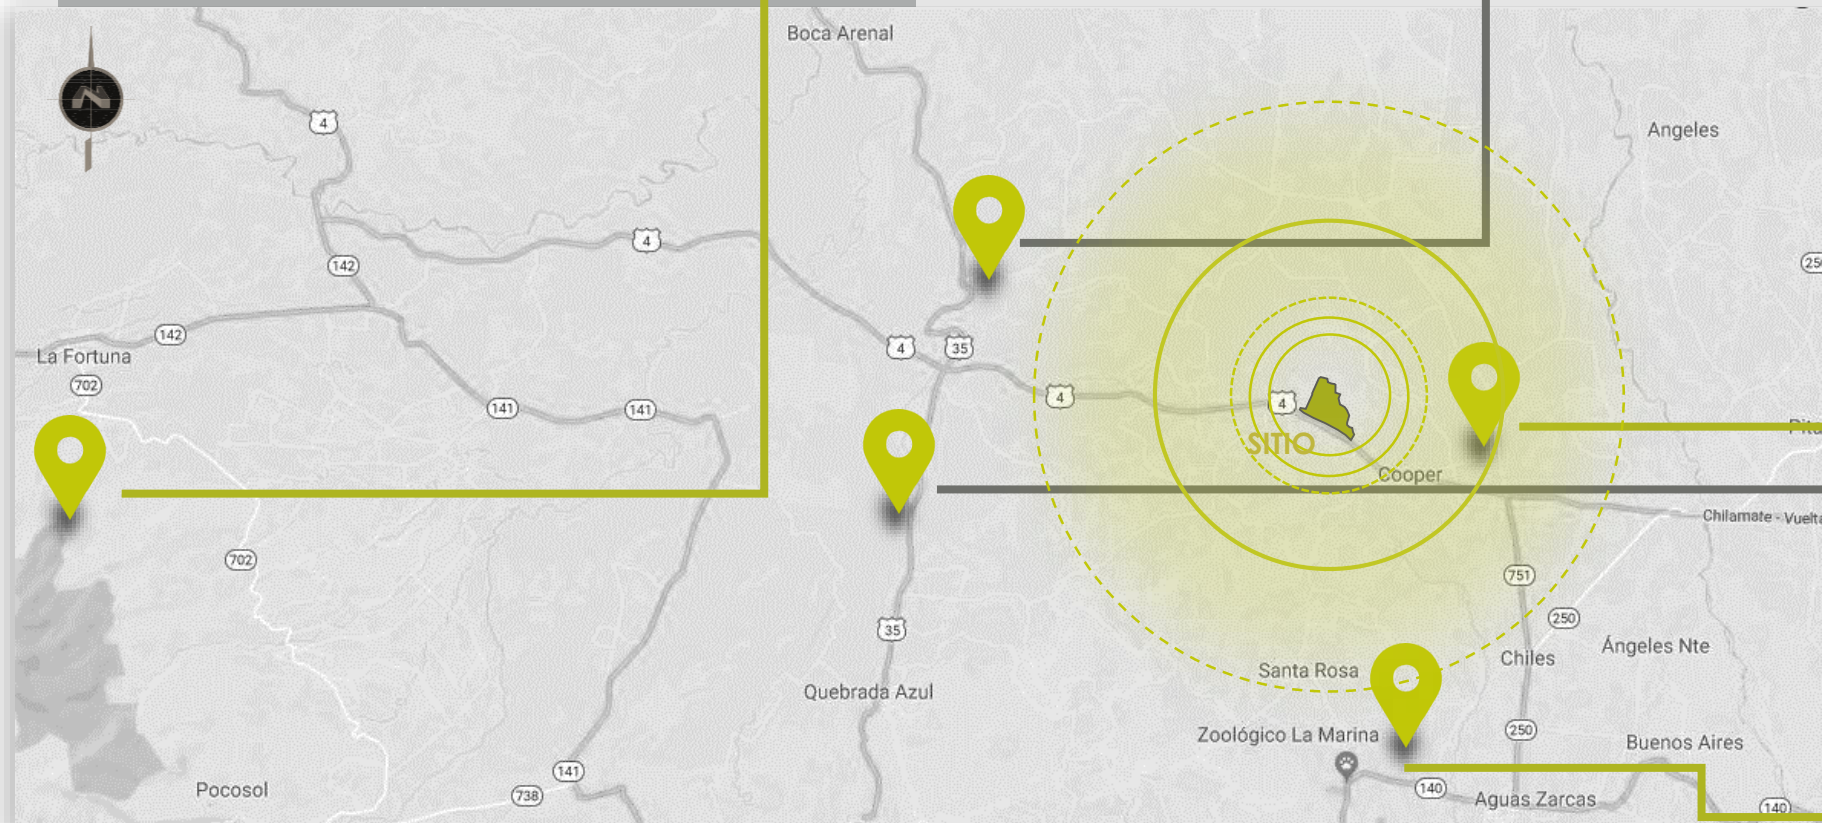 Boca Arenal
N
4
Angeles
4
142
250
142
4
35
La Fortuna
702
4
4
141
141
SITIO
Cooper
Chilamate - Vuelta
702
751
250
35
Ángeles Nte
Chiles
Santa Rosa
Quebrada Azul
250
Zoológico La Marina
Buenos Aires
141
Pocosol
738
140
Aguas Zarcas
140